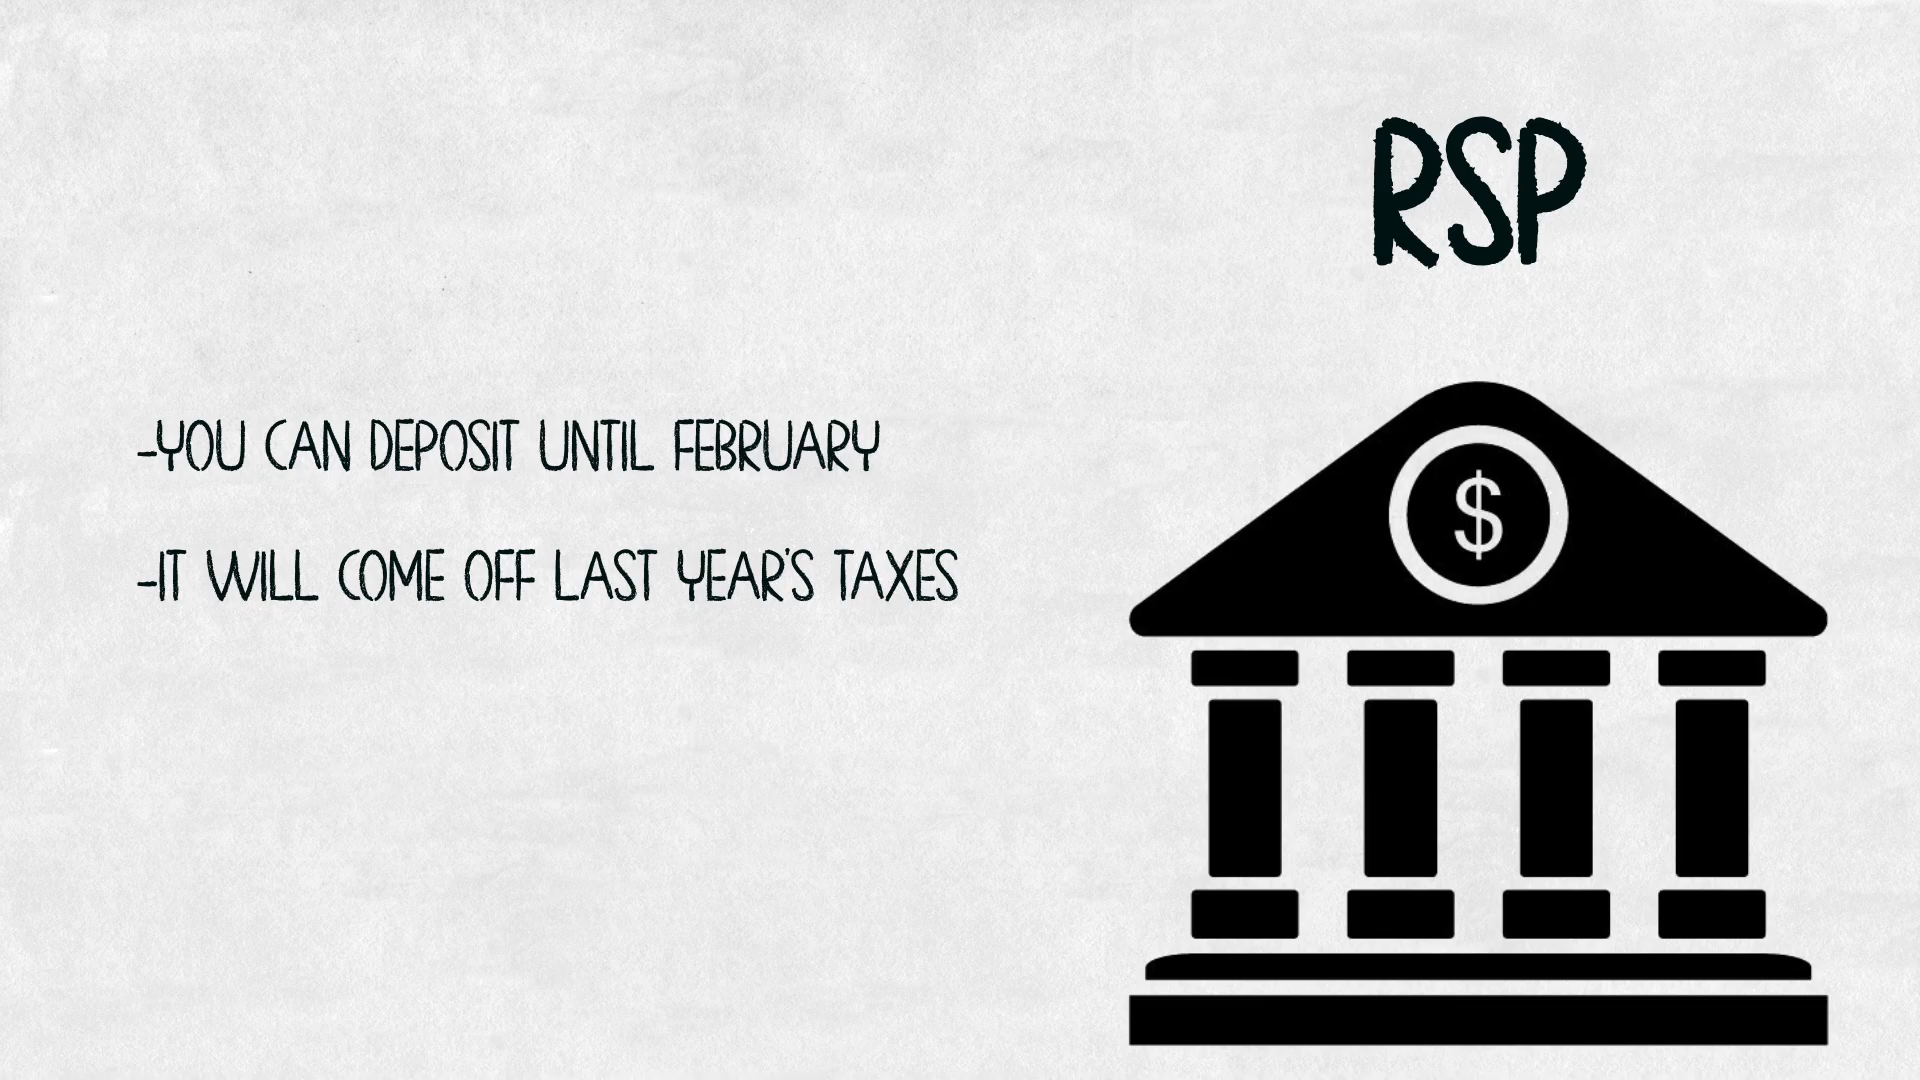 RSP
-YOU CAN DEPOSIT UNTIL FEBRUARY
-IT WILL COME OFF LAST YEAR'S TAXES
$